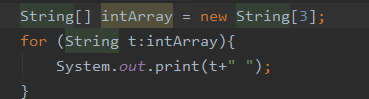 String[] intArray = new String[3];
for (String t:intArray){
System.out.print(t+" ");
}